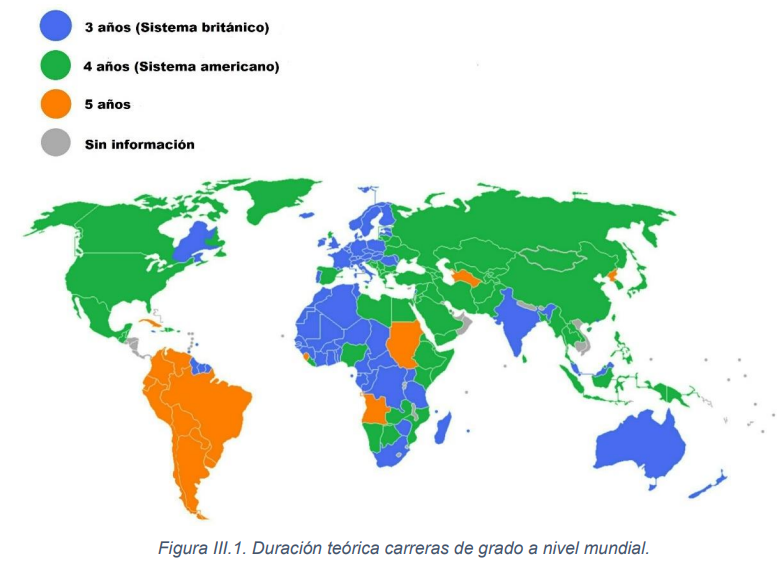 3 años (Sistema británico)
4 años (Sistema americano)
5 años
Sin información
Figura III.1. Duración teórica carreras de grado a nivel mundial.